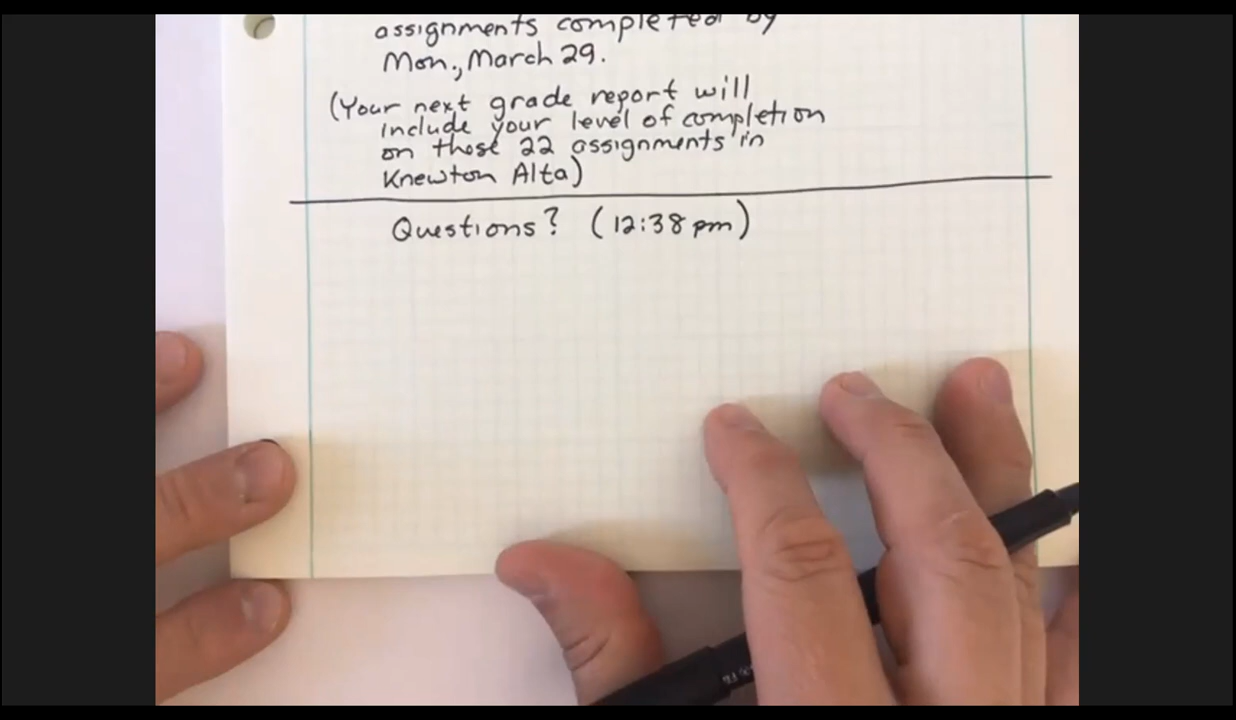 assignments completed by
Mon., March 29.
(Your next grade report will
include your level of completion
on those 22 assignments in
Knewton Alta)
Questions? (12:38 pm)